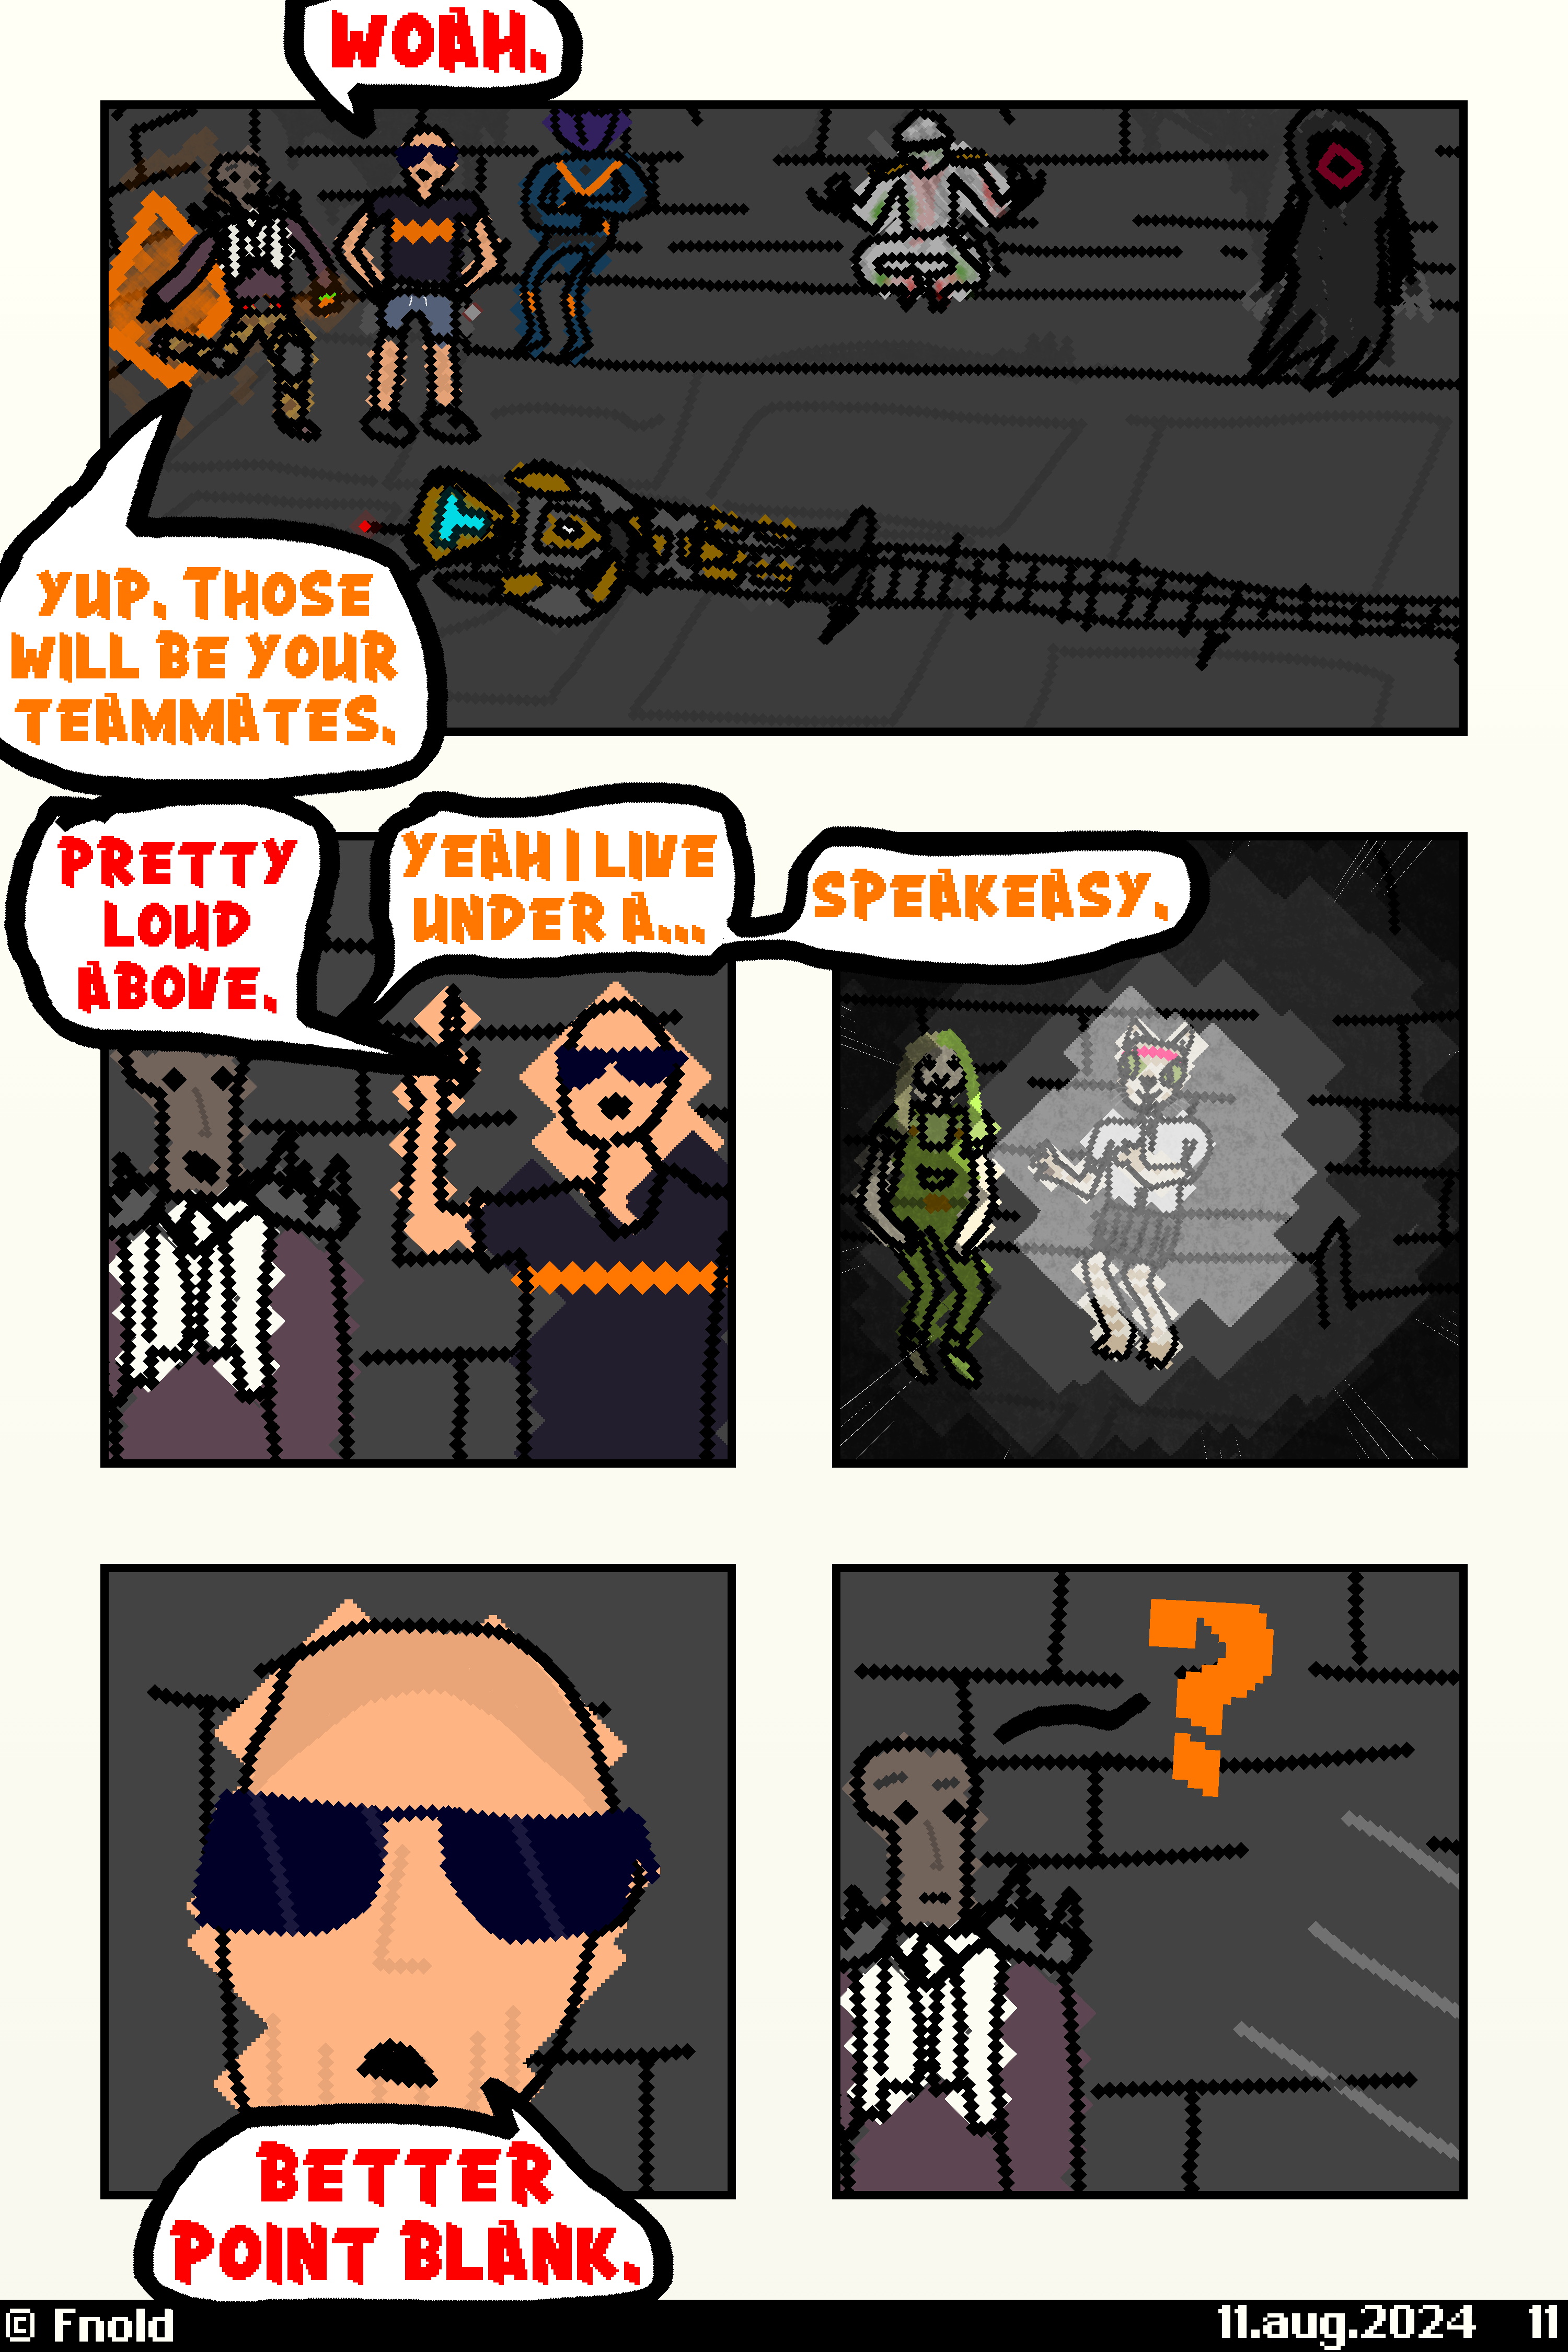 WOAH.
YUP. THOSE
WILL BE YOUR
TEAMMATES.
PRETTY
LOUD
ABOVE.
YEAH I LIVE
UNDER A...
SPEAKEASY.
BETTER
POINT BLANK.
?
© Fnold
11.aug.2024 11